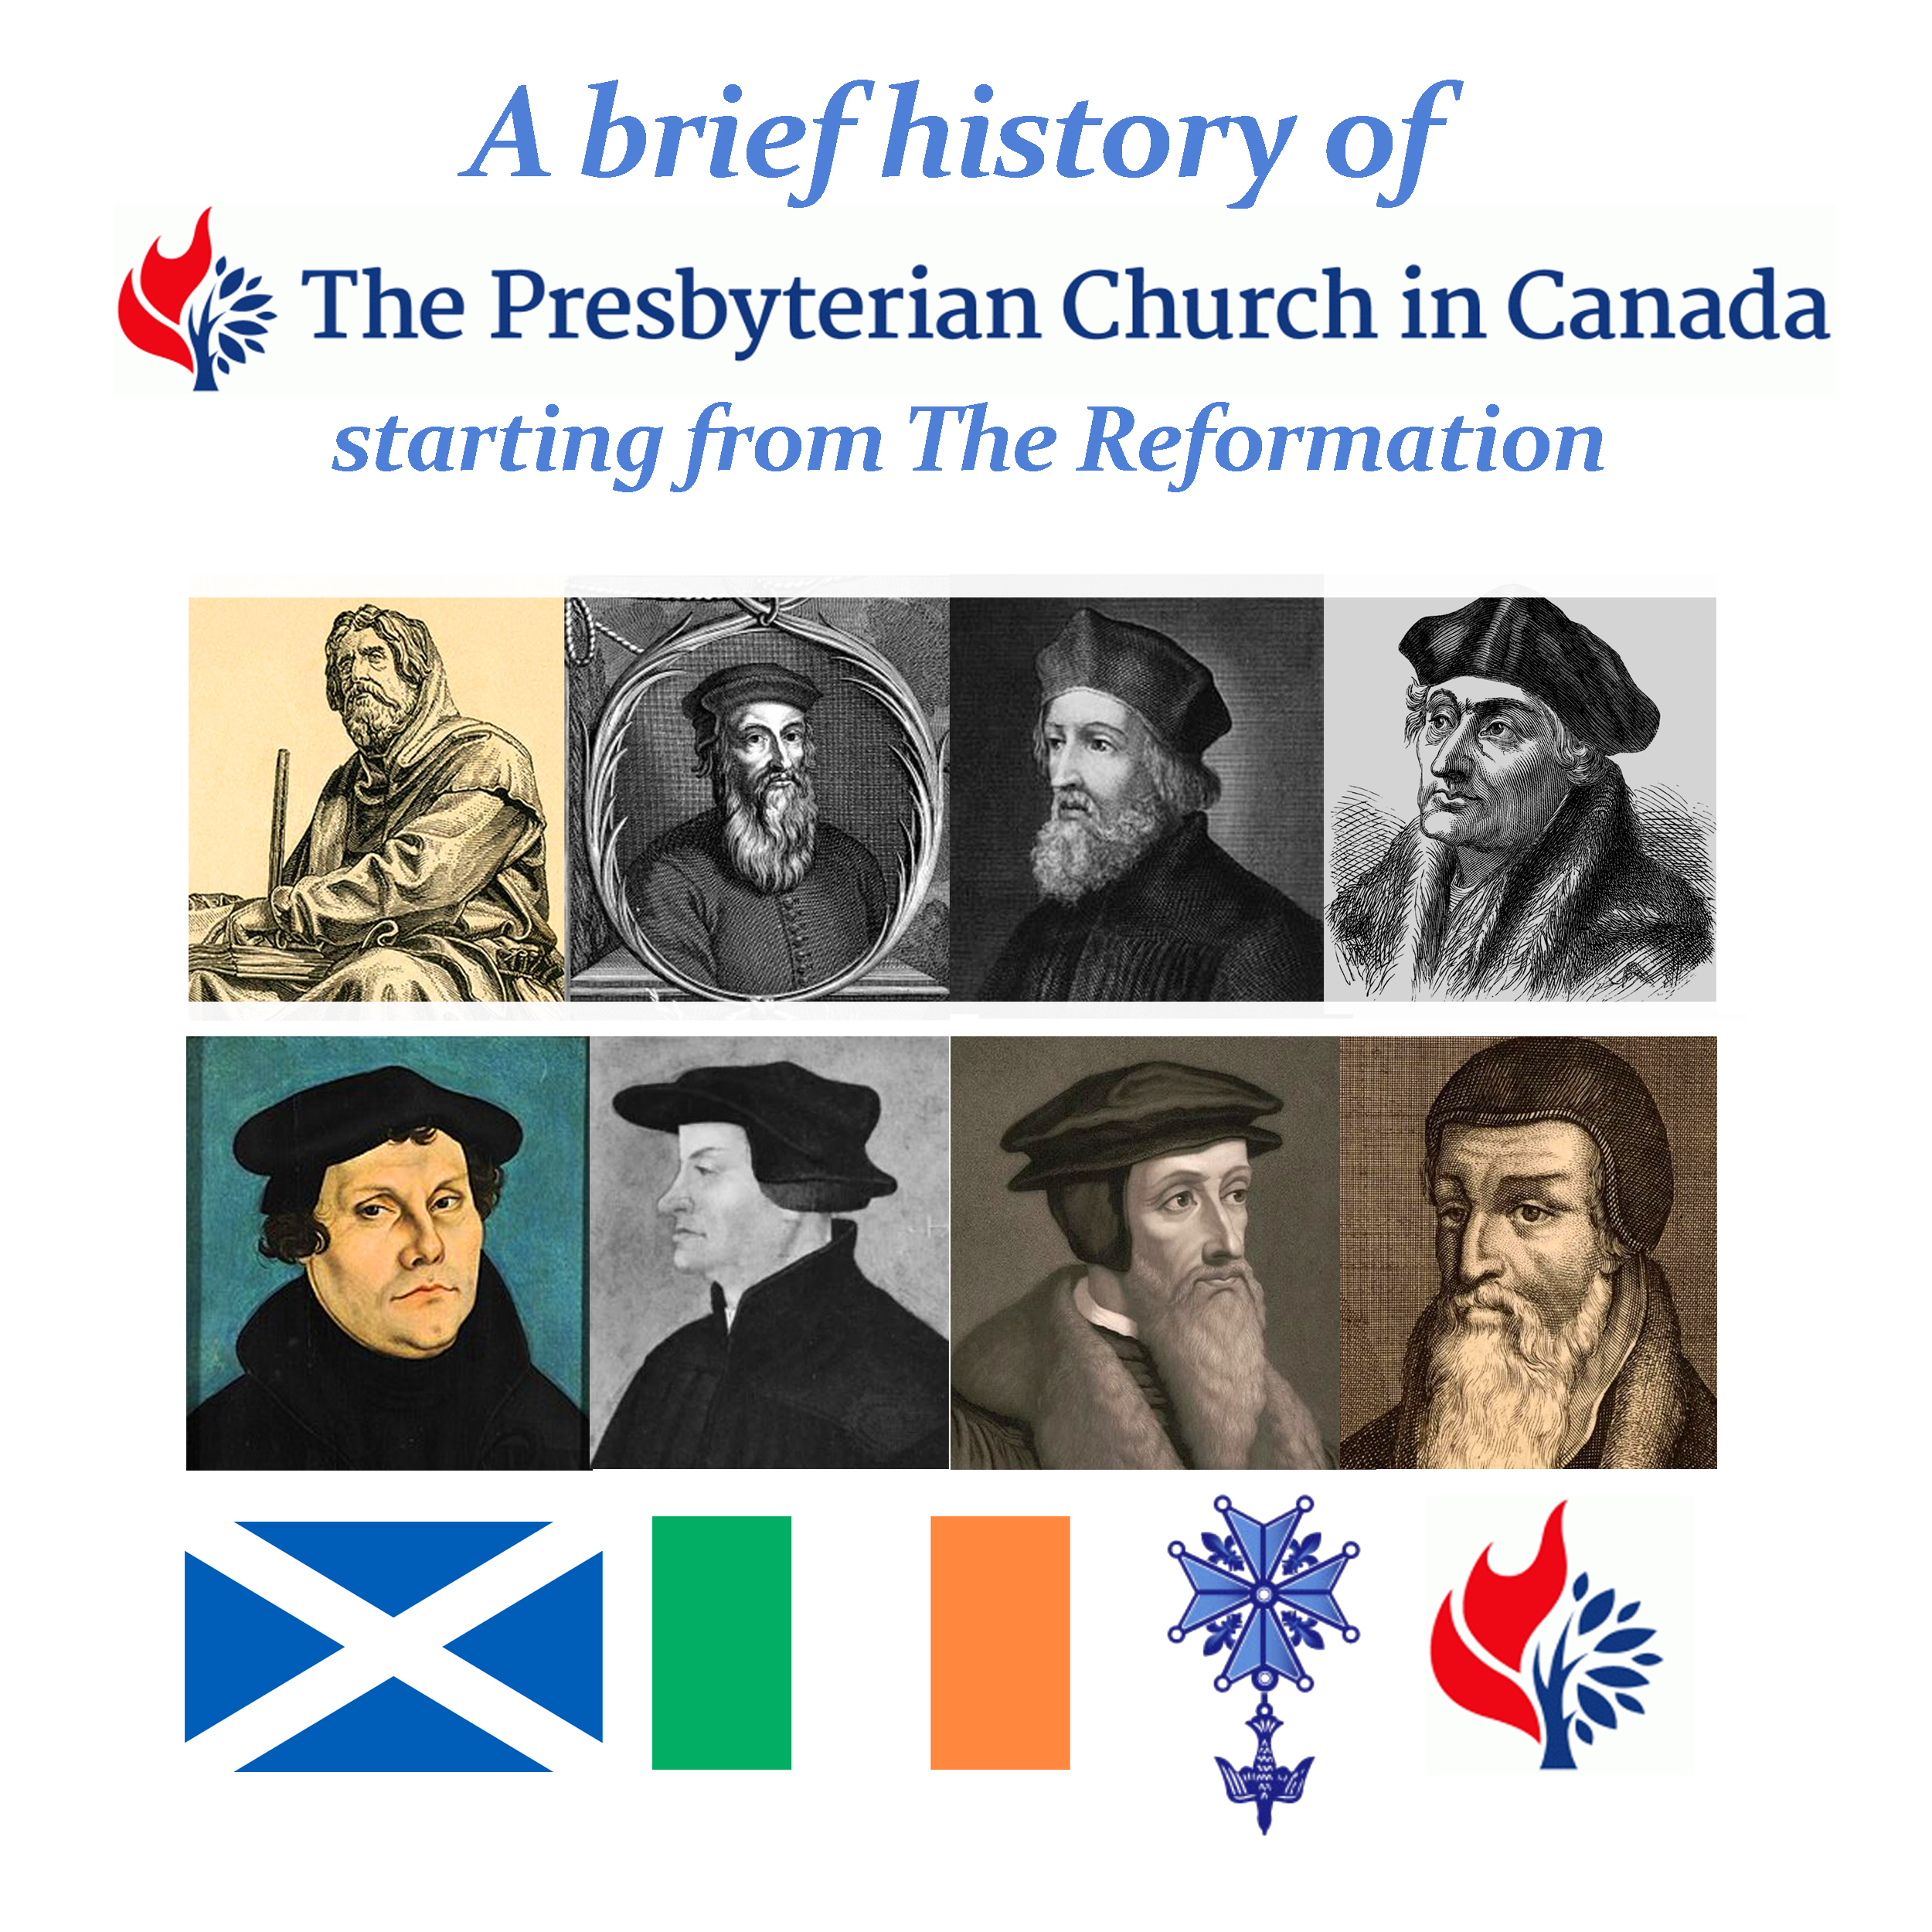 A brief history of
The Presbyterian Church in Canada
starting from The Reformation